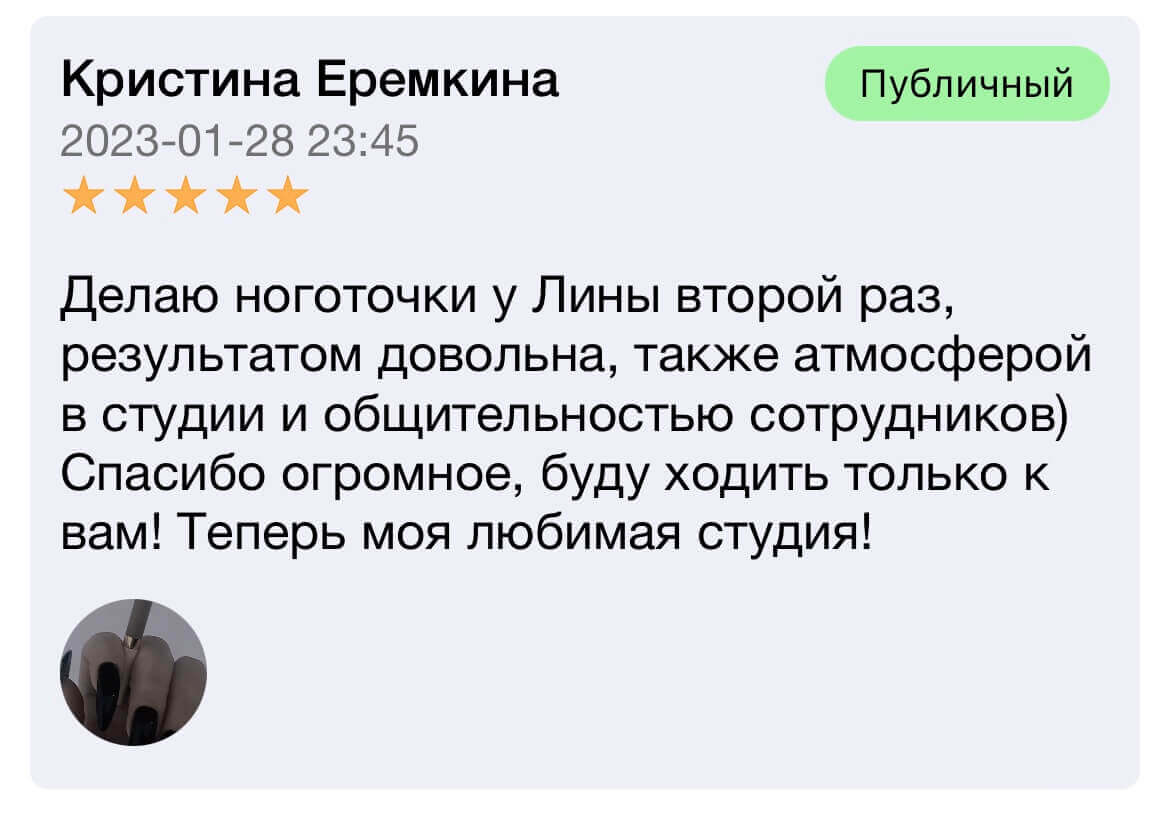 Кристина Еремкина
Публичный
2023-01-28 23:45
Делаю ноготочки у Лины второй раз,
результатом довольна, также атмосферой
в студии и общительностью сотрудников)
Спасибо огромное, буду ходить только к
вам! Теперь моя любимая студия!